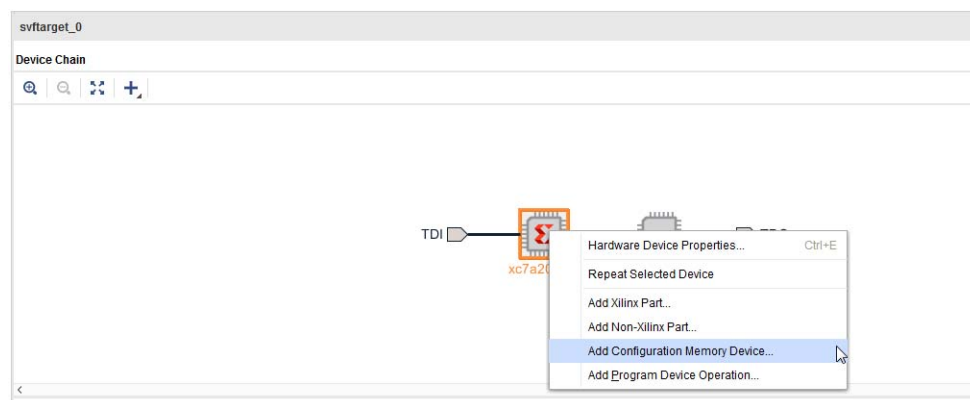 svftarget_0
Device Chain
TDI
Hardware Device Properties... Ctrl+E
Repeat Selected Device
Add Xilinx Part...
Add Non-Xilinx Part...
Add Configuration Memory Device...
Add Program Device Operation...